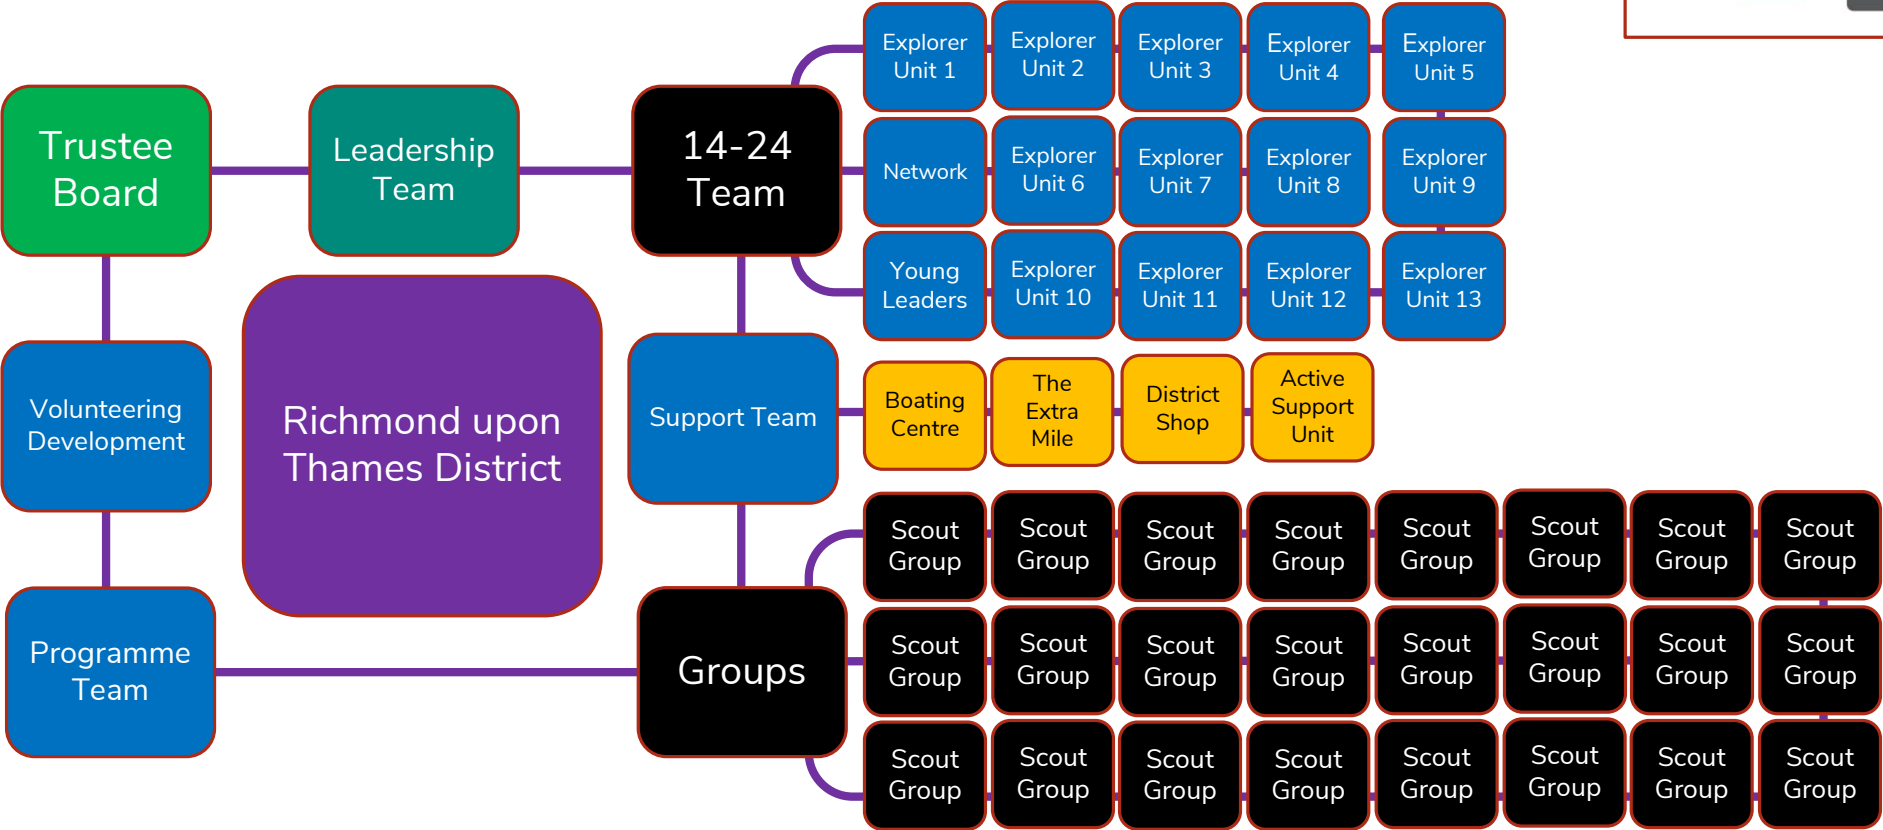 Trustee
Board
Leadership
Team
14-24
Team
Explorer
Unit 1
Explorer
Unit 2
Explorer
Unit 3
Explorer
Unit 4
Explorer
Unit 5
Network
Explorer
Unit 6
Explorer
Unit 7
Explorer
Unit 8
Explorer
Unit 9
Young
Leaders
Explorer
Unit 10
Explorer
Unit 11
Explorer
Unit 12
Explorer
Unit 13
Volunteering
Development
Richmond upon
Thames District
Support Team
Boating
Centre
The
Extra
Mile
District
Shop
Active
Support
Unit
Programme
Team
Groups
Scout
Group
Scout
Group
Scout
Group
Scout
Group
Scout
Group
Scout
Group
Scout
Group
Scout
Group
Scout
Group
Scout
Group
Scout
Group
Scout
Group
Scout
Group
Scout
Group
Scout
Group
Scout
Group
Scout
Group
Scout
Group
Scout
Group
Scout
Group
Scout
Group
Scout
Group
Scout
Group
Scout
Group